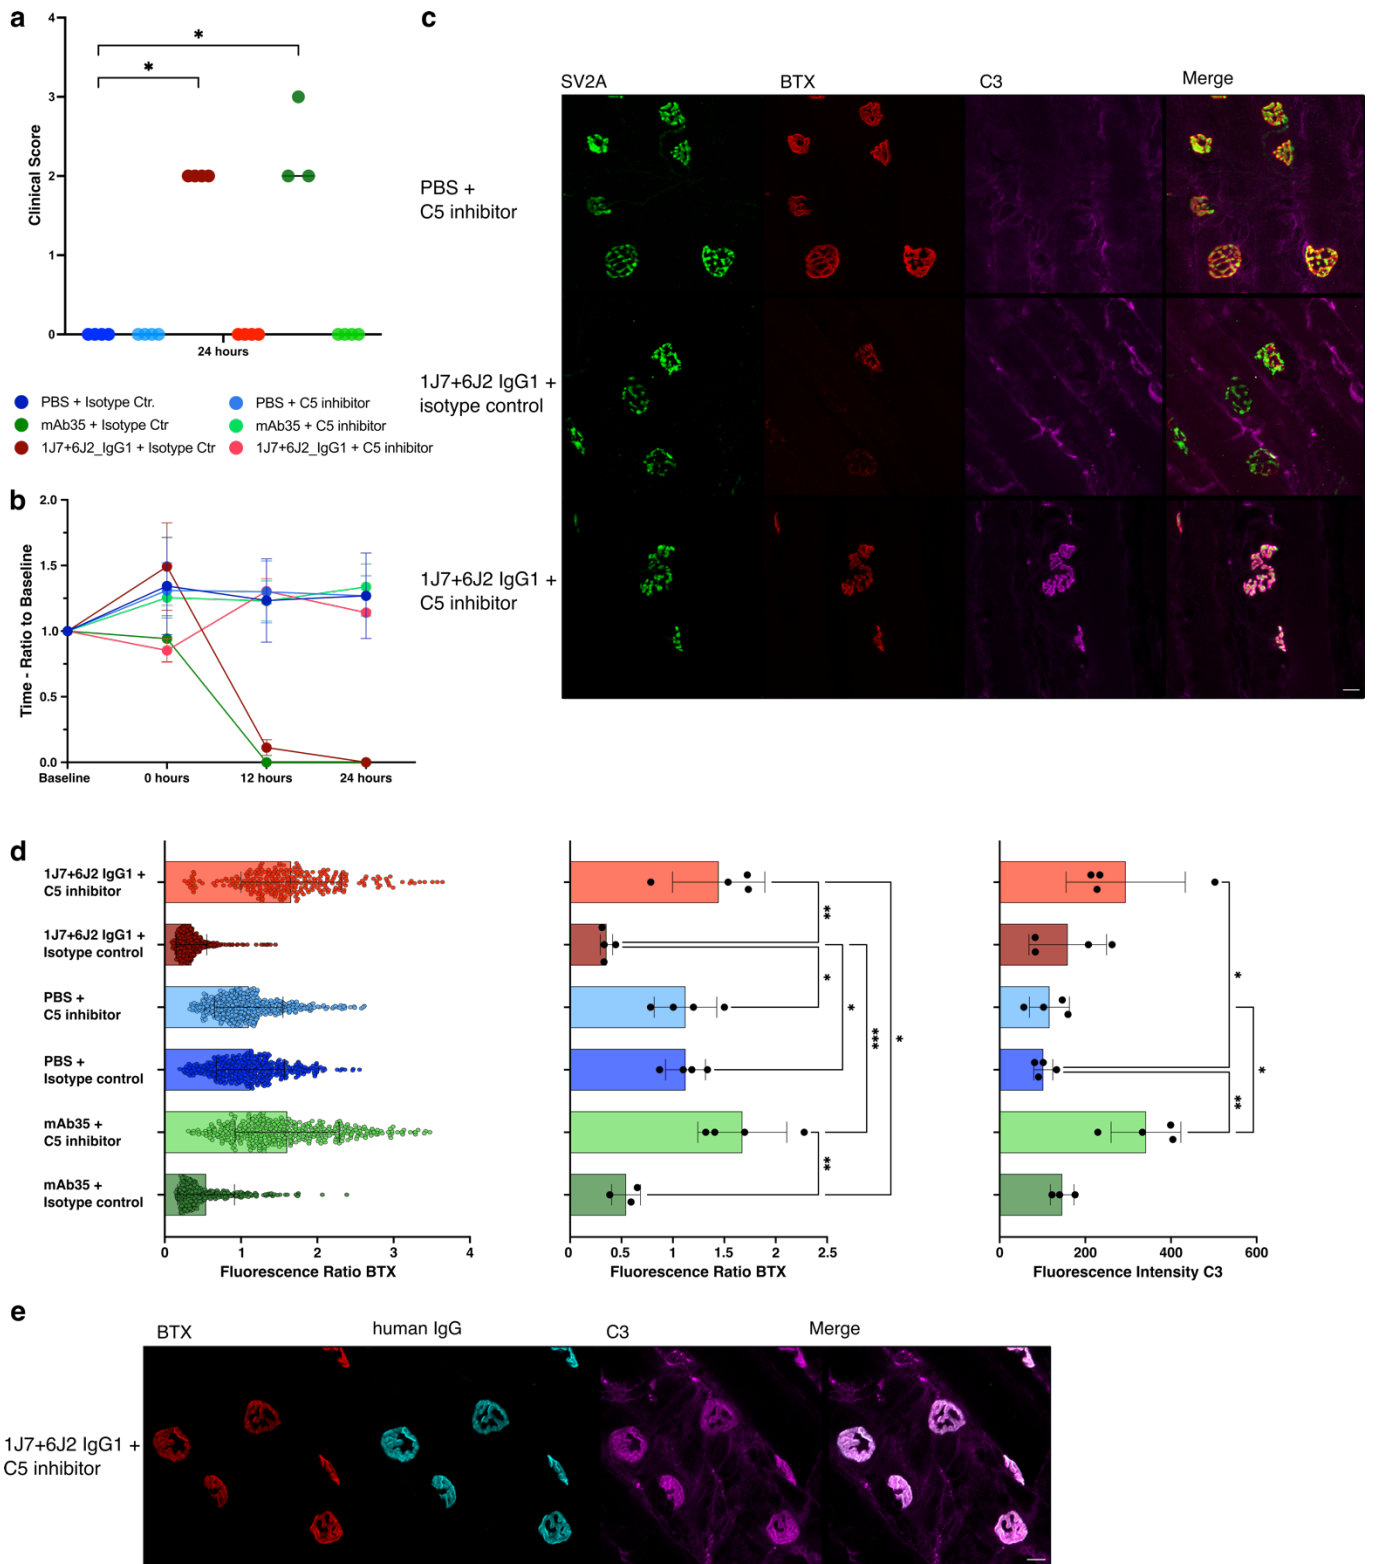 a
4
3
2
1
0
Clinical Score
*
*
24 hours
PBS + Isotype Ctr.
PBS + C5 inhibitor
mAb35 + Isotype Ctr
mAb35 + C5 inhibitor
1J7+6J2_IgG1 + Isotype Ctr
1J7+6J2_IgG1 + C5 inhibitor
b
2.0
1.5
1.0
0.5
0.0
Time - Ratio to Baseline
Baseline
0 hours
12 hours
24 hours
c
SV2A
BTX
C3
Merge
PBS +
C5 inhibitor
1J7+6J2 IgG1 +
isotype control
1J7+6J2 IgG1 +
C5 inhibitor
d
1J7+6J2 IgG1 +
C5 inhibitor
1J7+6J2 IgG1 +
Isotype control
PBS +
C5 inhibitor
PBS +
Isotype control
mAb35 +
C5 inhibitor
mAb35 +
Isotype control
0 1 2 3 4
Fluorescence Ratio BTX
**
*
*
***
*
**
0 0.5 1 1.5 2 2.5
Fluorescence Ratio BTX
*
*
**
0 200 400 600
Fluorescence Intensity C3
e
BTX
human IgG
C3
Merge
1J7+6J2 IgG1 +
C5 inhibitor